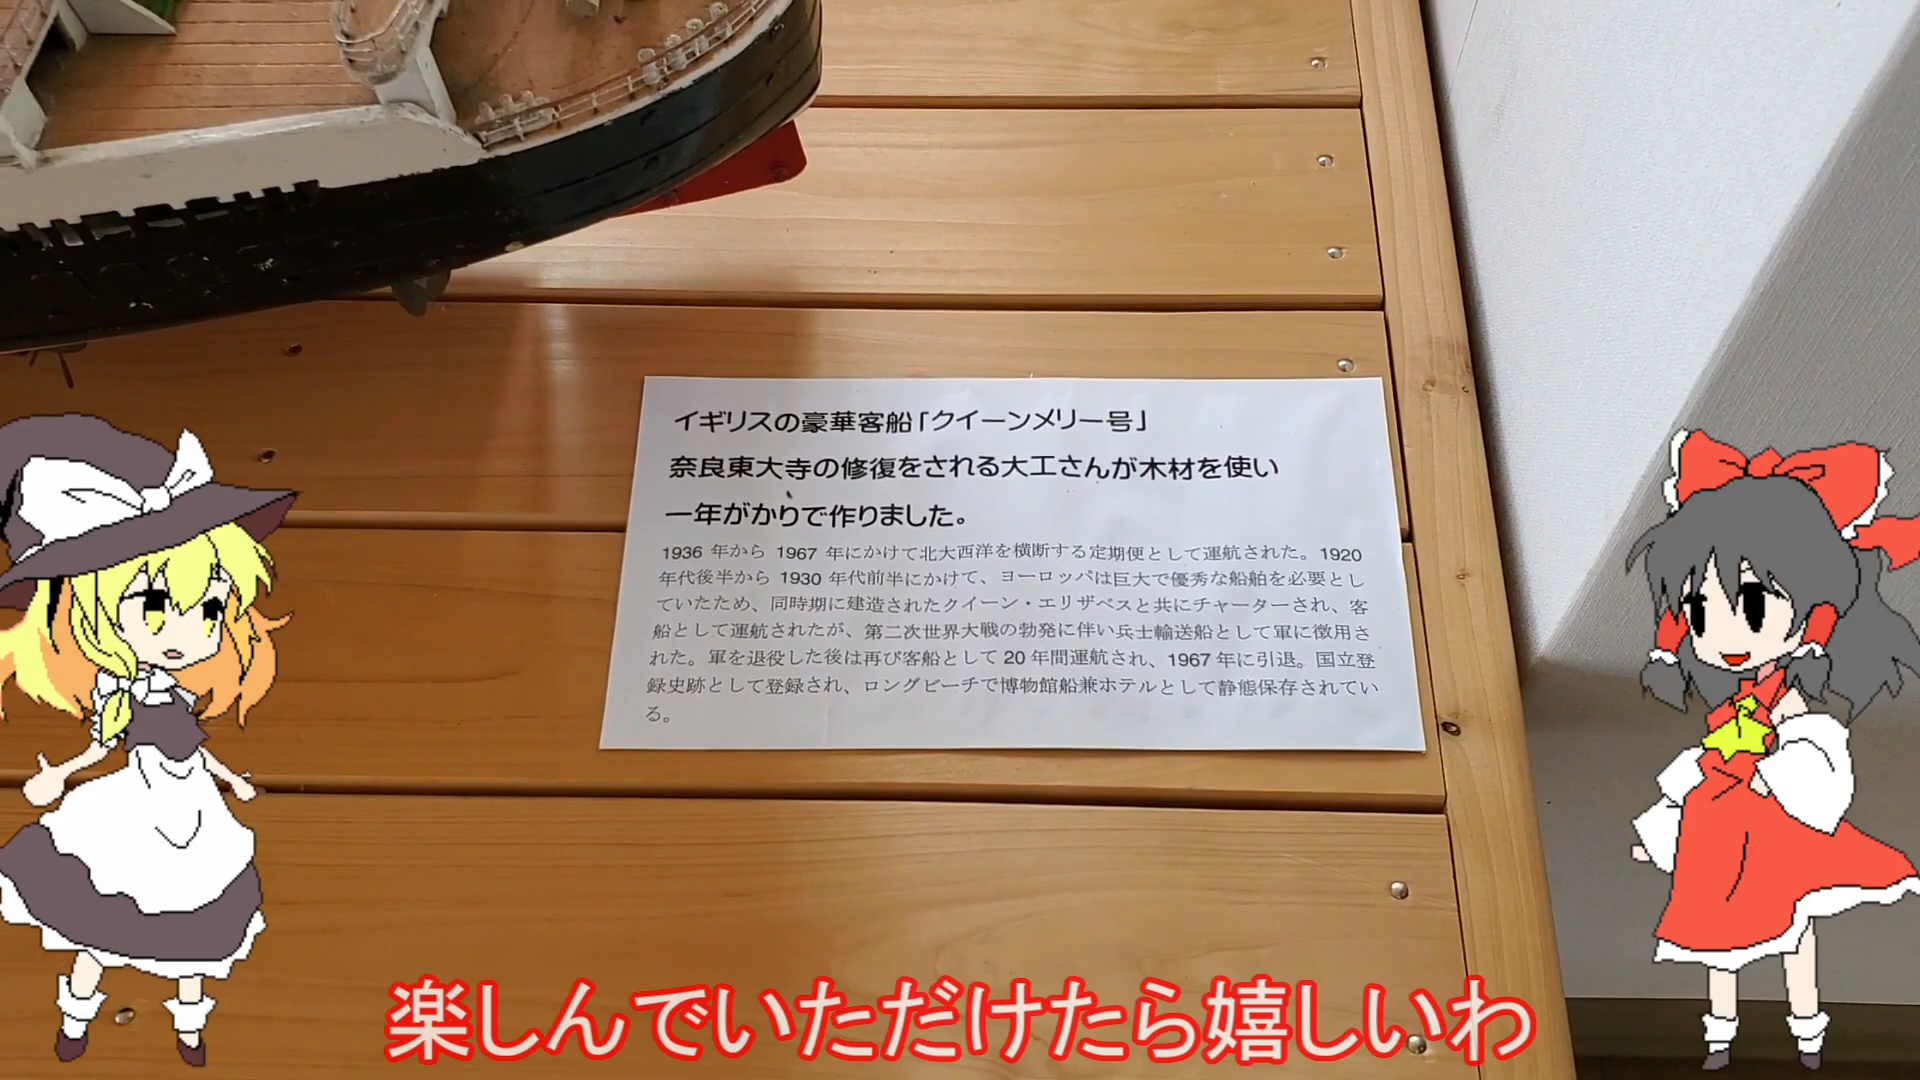 イギリスの豪華客船「クイーンメリー号」
奈良東大寺の修復をされる大工さんが木材を使い
一年がかりで作りました。
1936 年から 1967 年にかけて北大西洋を横断する定期便として運航された。1920
年代後半から 1930 年代前半にかけて、ヨーロッパは巨大で優秀な船舶を必要とし
ていたため、同時期に建造されたクイーン・エリザベスと共にチャーターされ、客
船として運航されたが、第二次世界大戦の勃発に伴い兵士輸送船として軍に徴用さ
れた。軍を退役した後は再び客船として 20 年間運航され、1967 年に引退。国立登
録史跡として登録され、ロングビーチで博物館船兼ホテルとして静態保存されてい
る。
楽しんでいただけたら嬉しいわ